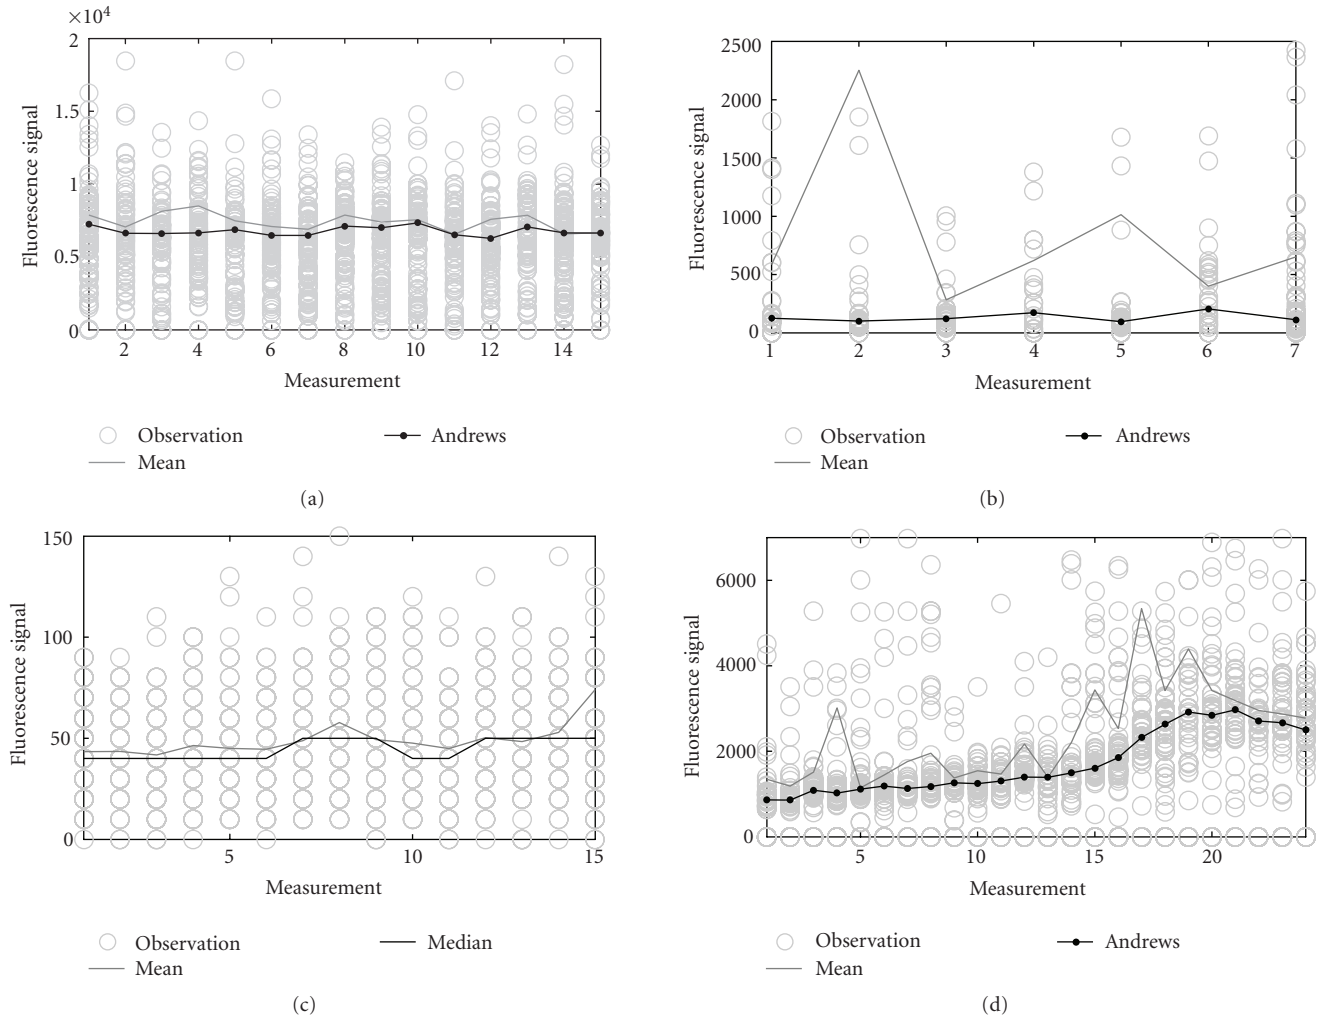 ×10⁴
2
1.5
1
0.5
0
Fluorescence signal
2 4 6 8 10 12 14
Measurement
Observation
Andrews
Mean
(a)
2500
2000
1500
1000
500
0
Fluorescence signal
1 2 3 4 5 6 7
Measurement
Observation
Andrews
Mean
(b)
150
100
50
0
Fluorescence signal
5 10 15
Measurement
Observation
Median
Mean
(c)
6000
4000
2000
0
Fluorescence signal
5 10 15 20
Measurement
Observation
Andrews
Mean
(d)